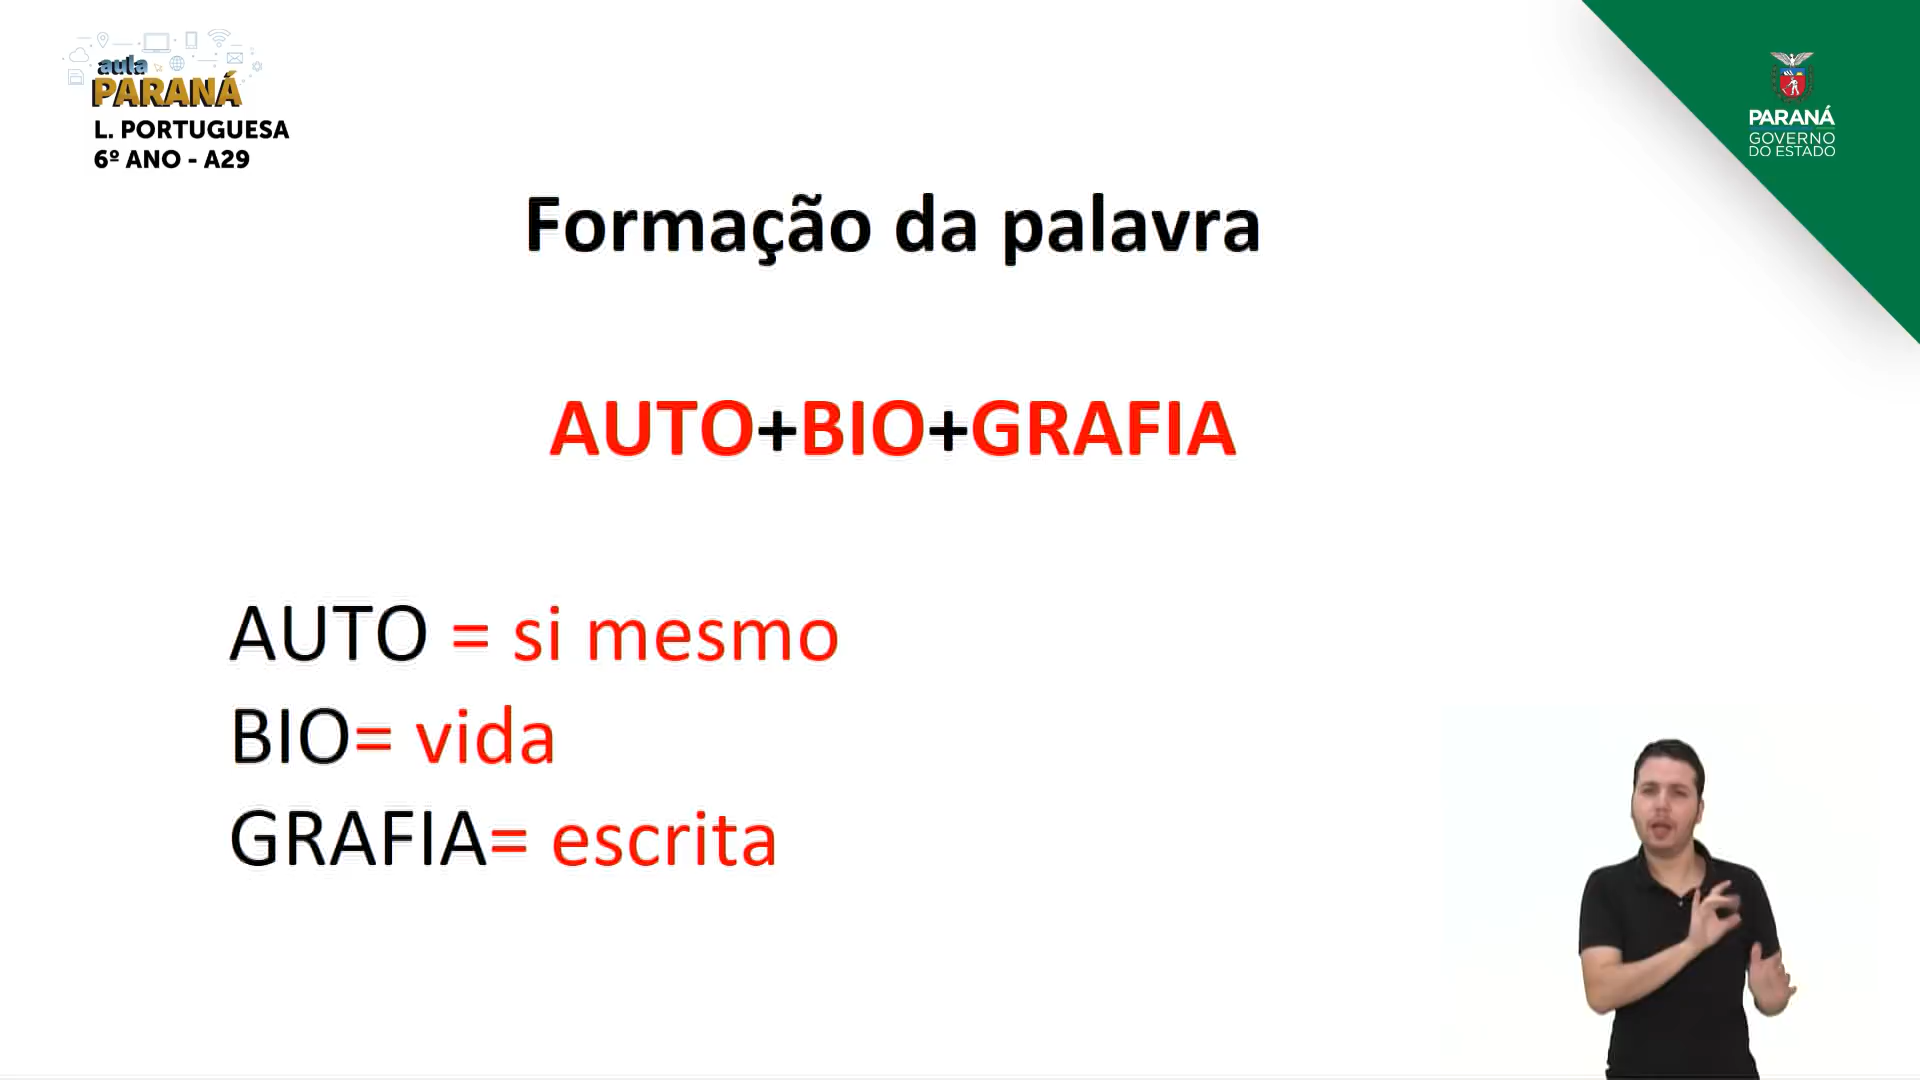 aula
PARANÁ
L. PORTUGUESA
6º ANO - A29
PARANÁ
GOVERNO
DO ESTADO
Formação da palavra
AUTO+BIO+GRAFIA
AUTO = si mesmo
BIO= vida
GRAFIA= escrita